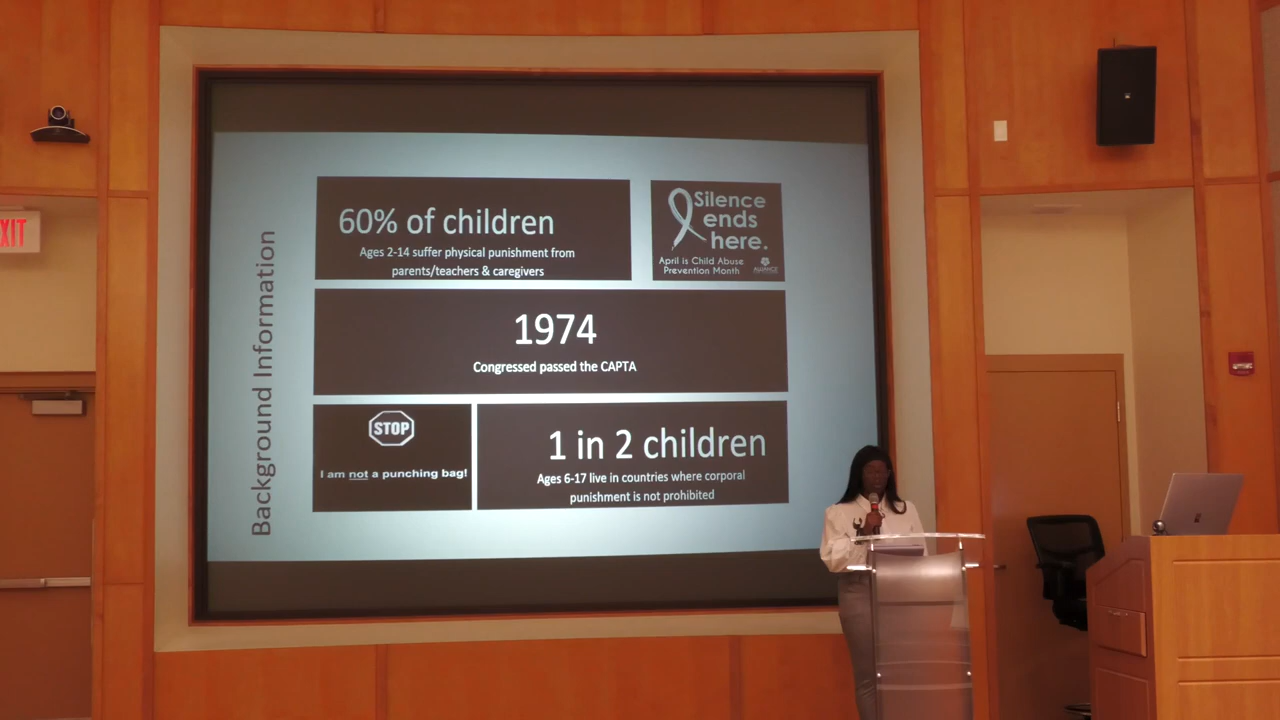 XIT
Background Information
60% of children
Ages 2-14 suffer physical punishment from
parents/teachers & caregivers
Silence
ends
here.
April is Child Abuse
Prevention Month
1974
Congressed passed the CAPTA
STOP
I am not a punching bag!
1 in 2 children
Ages 6-17 live in countries where corporal
punishment is not prohibited